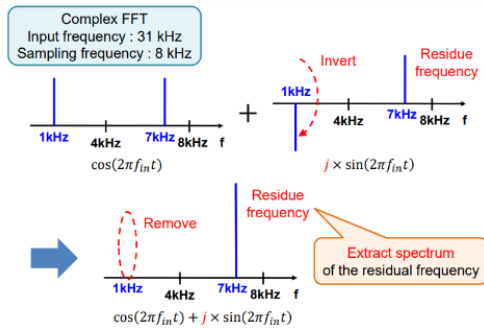 Complex FFT
Input frequency : 31 kHz
Sampling frequency : 8 kHz
1kHz 4kHz 7kHz 8kHz f
cos(2πf_in t)
+
Invert
Residue
frequency
1kHz 4kHz 7kHz 8kHz f
j × sin(2πf_in t)
Remove
Residue
frequency
Extract spectrum
of the residual frequency
1kHz 4kHz 7kHz 8kHz f
cos(2πf_in t) + j × sin(2πf_in t)